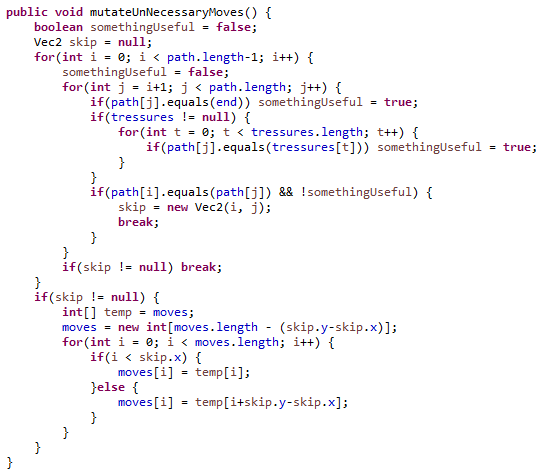 public void mutateUnNecessaryMoves() {
    boolean somethingUseful = false;
    Vec2 skip = null;
    for(int i = 0; i < path.length-1; i++) {
        somethingUseful = false;
        for(int j = i+1; j < path.length; j++) {
            if(path[j].equals(end)) somethingUseful = true;
            if(tressures != null) {
                for(int t = 0; t < tressures.length; t++) {
                    if(path[j].equals(tressures[t])) somethingUseful = true;
                }
            }
            if(path[i].equals(path[j]) && !somethingUseful) {
                skip = new Vec2(i, j);
                break;
            }
        }
        if(skip != null) break;
    }
    if(skip != null) {
        int[] temp = moves;
        moves = new int[moves.length - (skip.y-skip.x)];
        for(int i = 0; i < moves.length; i++) {
            if(i < skip.x) {
                moves[i] = temp[i];
            }else {
                moves[i] = temp[i+skip.y-skip.x];
            }
        }
    }
}